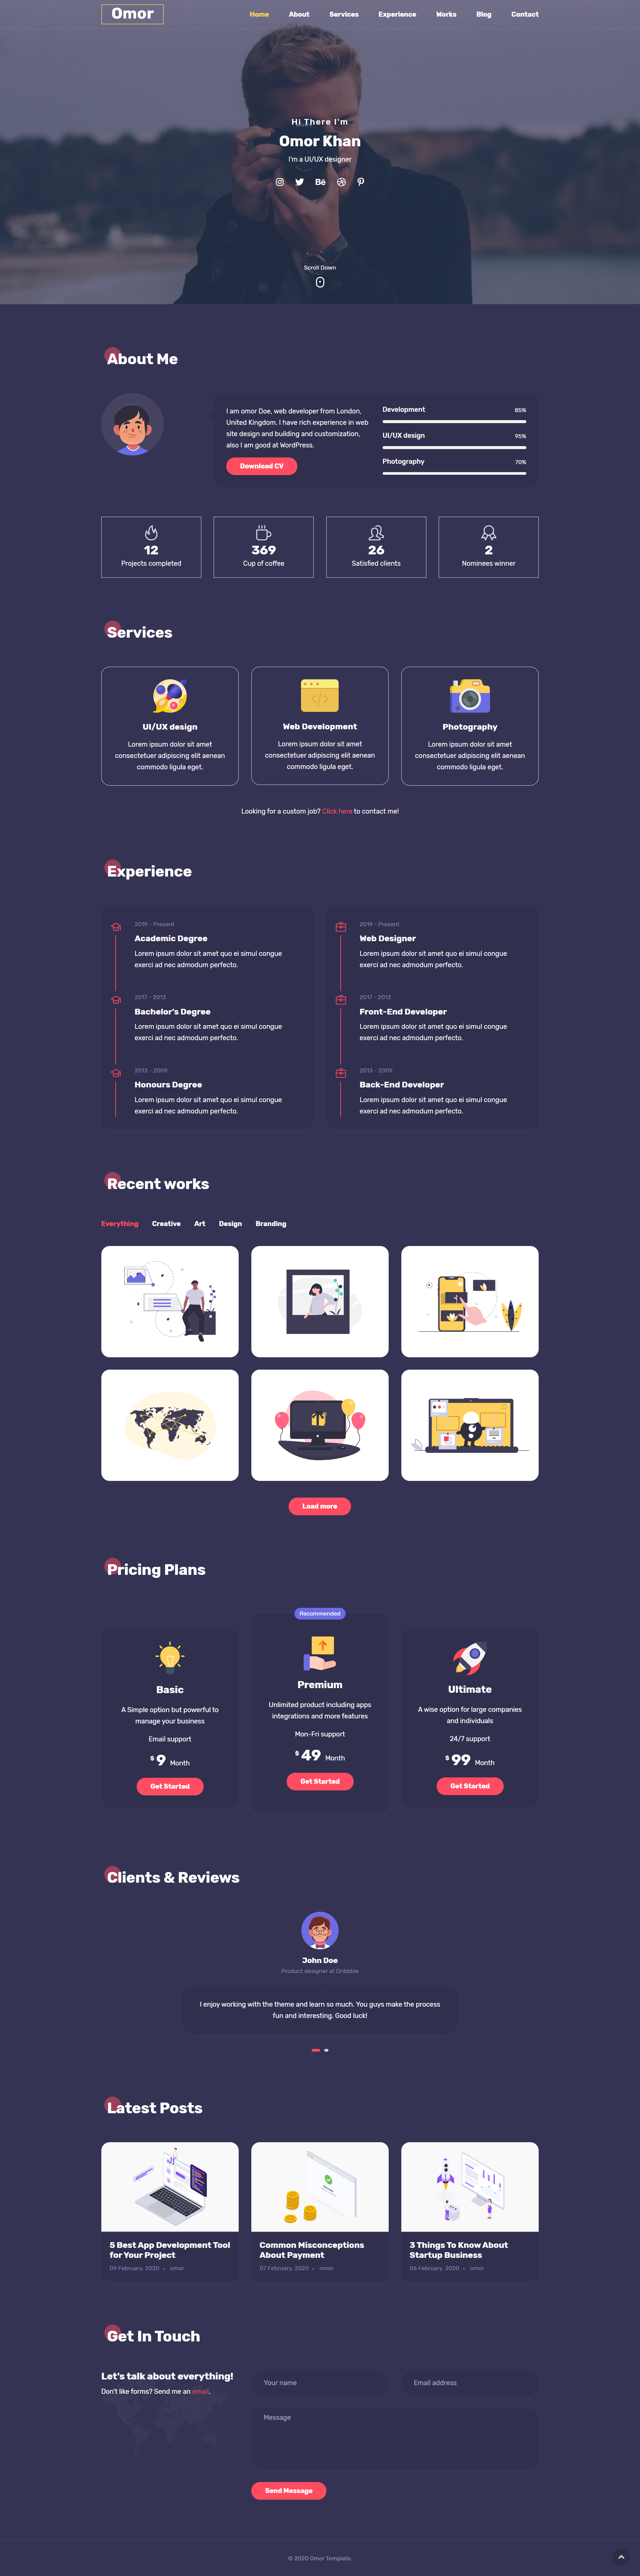 Omor
Home About Services Experience Works Blog Contact
Hi There I'm
Omor Khan
I'm a UI/UX designer
Scroll Down
About Me
I am omor Doe, web developer from London,
United Kingdom. I have rich experience in web
site design and building and customization,
also I am good at WordPress.
Download CV
Development 85%
UI/UX design 95%
Photography 70%
12
Projects completed
369
Cup of coffee
26
Satisfied clients
2
Nominees winner
Services
UI/UX design
Lorem ipsum dolor sit amet
consectetuer adipiscing elit aenean
commodo ligula eget.
Web Development
Lorem ipsum dolor sit amet
consectetuer adipiscing elit aenean
commodo ligula eget.
Photography
Lorem ipsum dolor sit amet
consectetuer adipiscing elit aenean
commodo ligula eget.
Looking for a custom job? Click here to contact me!
Experience
2019 - Present
Academic Degree
Lorem ipsum dolor sit amet quo ei simul congue
exerci ad nec admodum perfecto.
2017 - 2013
Bachelor's Degree
Lorem ipsum dolor sit amet quo ei simul congue
exerci ad nec admodum perfecto.
2013 - 2009
Honours Degree
Lorem ipsum dolor sit amet quo ei simul congue
exerci ad nec admodum perfecto.
2019 - Present
Web Designer
Lorem ipsum dolor sit amet quo ei simul congue
exerci ad nec admodum perfecto.
2017 - 2013
Front-End Developer
Lorem ipsum dolor sit amet quo ei simul congue
exerci ad nec admodum perfecto.
2013 - 2009
Back-End Developer
Lorem ipsum dolor sit amet quo ei simul congue
exerci ad nec admodum perfecto.
Recent works
Everything Creative Art Design Branding
Load more
Pricing Plans
Basic
A Simple option but powerful to
manage your business
Email support
$ 9 Month
Get Started
Recommended
Premium
Unlimited product including apps
integrations and more features
Mon-Fri support
$ 49 Month
Get Started
Ultimate
A wise option for large companies
and individuals
24/7 support
$ 99 Month
Get Started
Clients & Reviews
John Doe
Product designer at Dribbble
I enjoy working with the theme and learn so much. You guys make the process
fun and interesting. Good luck!
Latest Posts
5 Best App Development Tool
for Your Project
09 February, 2020 • omor
Common Misconceptions
About Payment
07 February, 2020 • omor
3 Things To Know About
Startup Business
06 February, 2020 • omor
Get In Touch
Let's talk about everything!
Don't like forms? Send me an email.
Your name
Email address
Message
Send Message
© 2020 Omor Template.